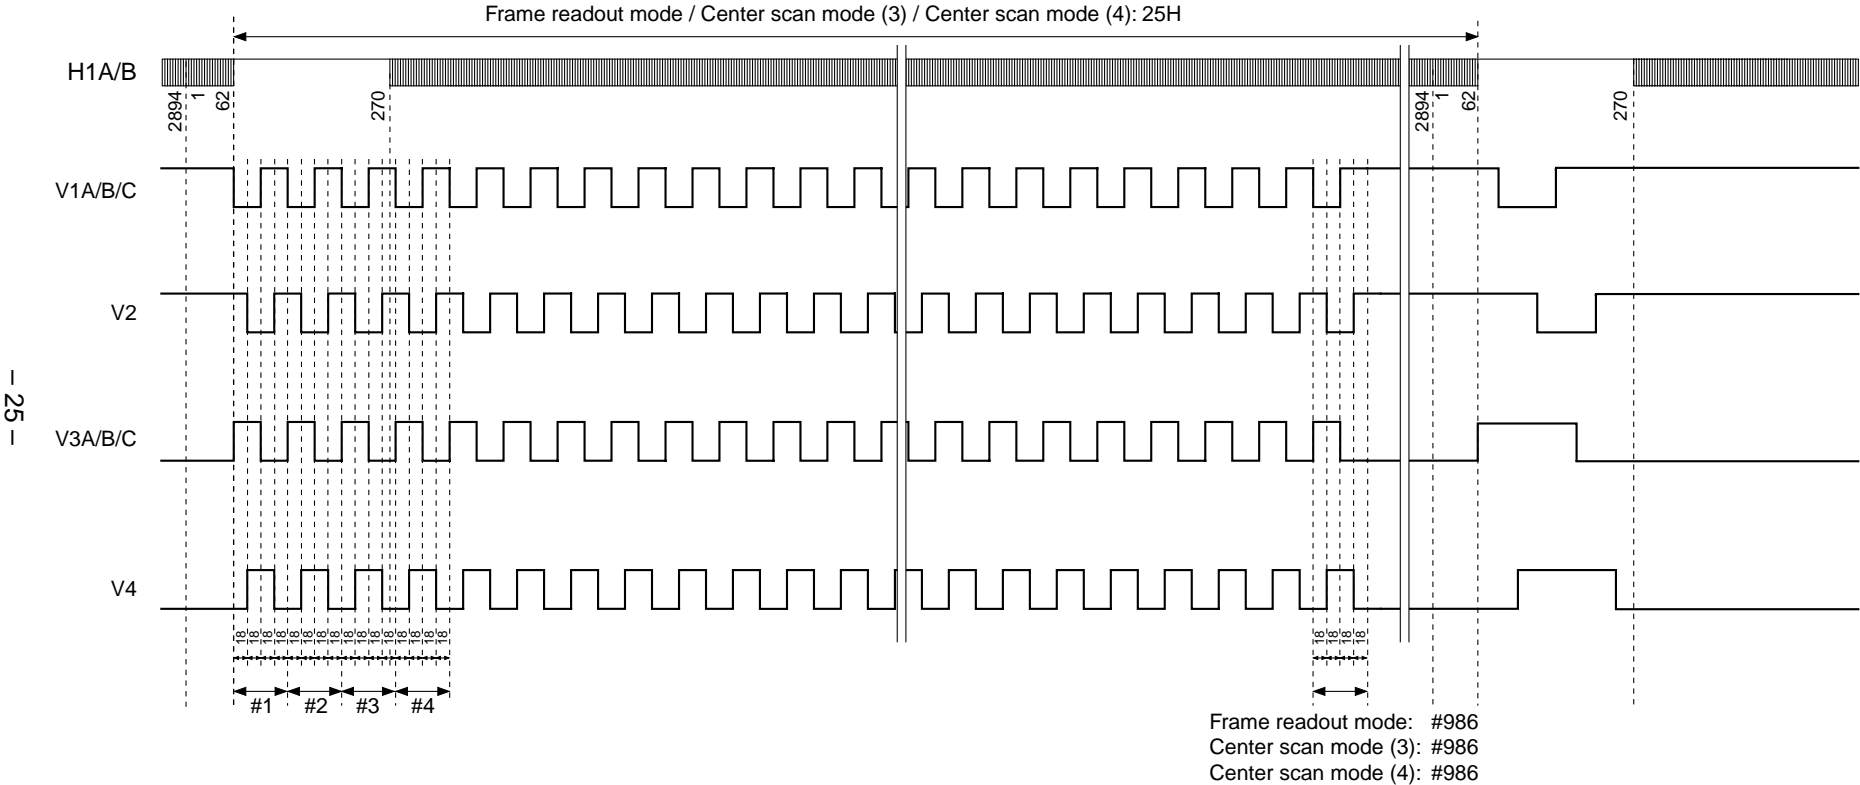 Frame readout mode / Center scan mode (3) / Center scan mode (4): 25H
H1A/B
2894
1
62
270
2894
1
62
270
V1A/B/C
V2
– 25 –
V3A/B/C
V4
18 18 18 18 18 18 18 18 18 18 18 18 18 18 18 18
18 18 18 18
#1 #2 #3 #4
Frame readout mode: #986
Center scan mode (3): #986
Center scan mode (4): #986